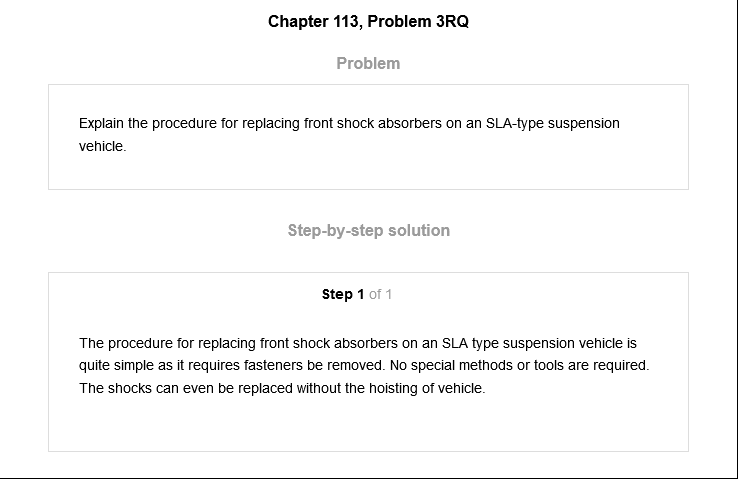 Chapter 113, Problem 3RQ
Problem
Explain the procedure for replacing front shock absorbers on an SLA-type suspension
vehicle.
Step-by-step solution
Step 1 of 1
The procedure for replacing front shock absorbers on an SLA type suspension vehicle is
quite simple as it requires fasteners be removed. No special methods or tools are required.
The shocks can even be replaced without the hoisting of vehicle.